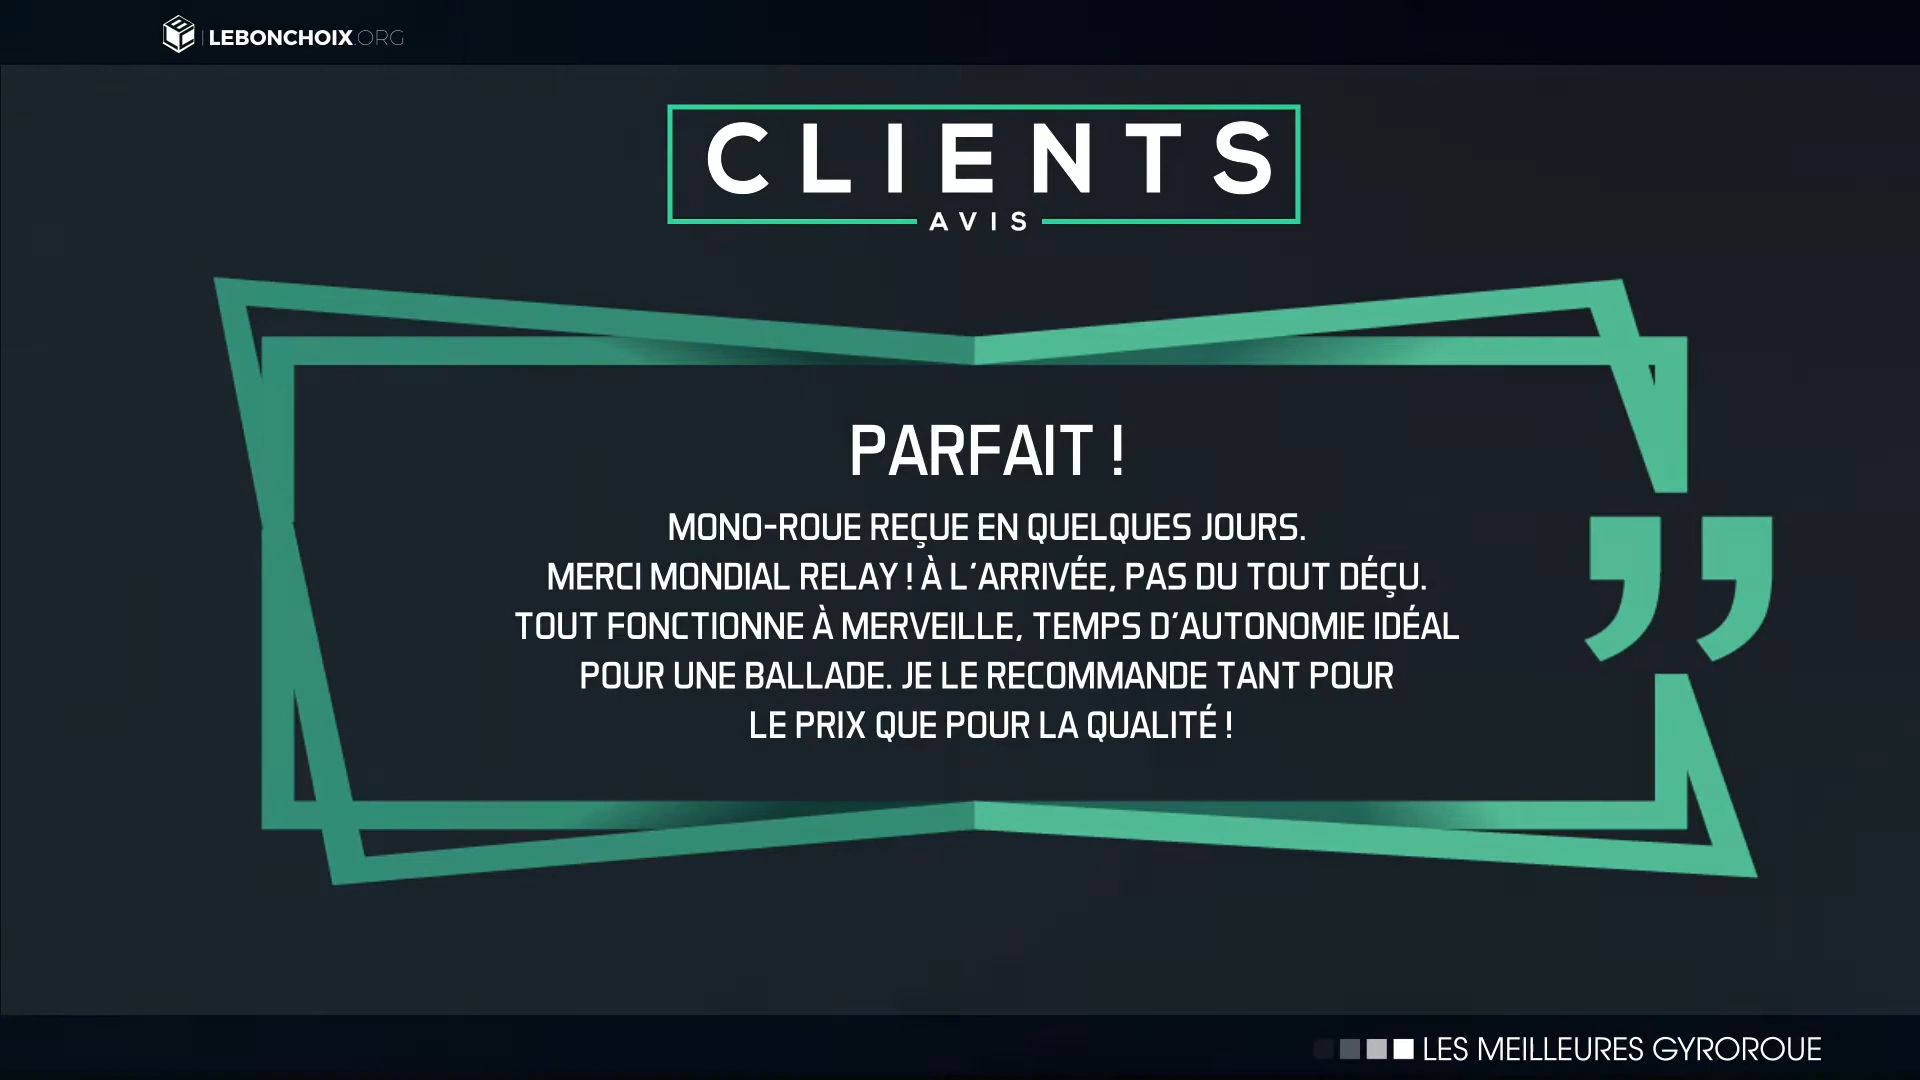 LEBONCHOIX.ORG
CLIENTS
AVIS
PARFAIT !
MONO-ROUE REÇUE EN QUELQUES JOURS.
MERCI MONDIAL RELAY ! À L’ARRIVÉE, PAS DU TOUT DÉÇU.
TOUT FONCTIONNE À MERVEILLE, TEMPS D’AUTONOMIE IDÉAL
POUR UNE BALLADE. JE LE RECOMMANDE TANT POUR
LE PRIX QUE POUR LA QUALITÉ !
LES MEILLEURES GYROROUE